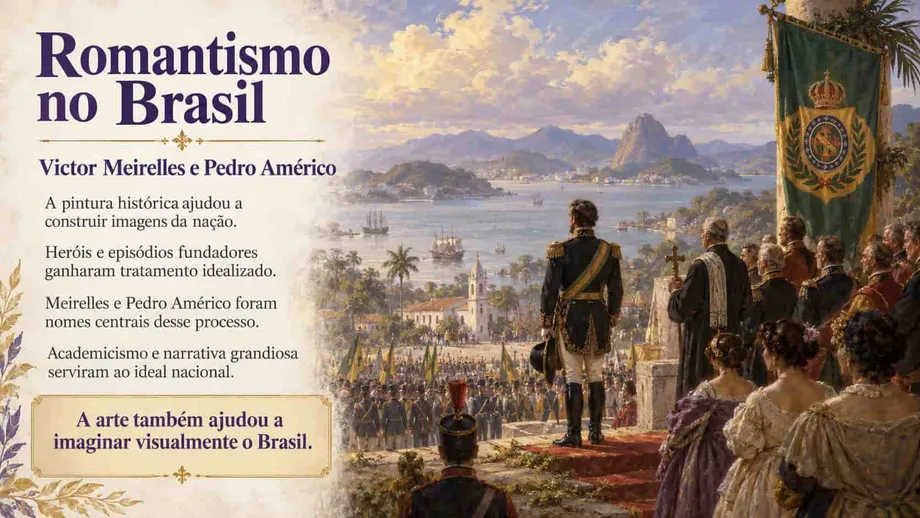 Romantismo
no Brasil
Victor Meirelles e Pedro Américo
A pintura histórica ajudou a
construir imagens da nação.
Heróis e episódios fundadores
ganharam tratamento idealizado.
Meirelles e Pedro Américo foram
nomes centrais desse processo.
Academicismo e narrativa grandiosa
serviram ao ideal nacional.
A arte também ajudou a
imaginar visualmente o Brasil.